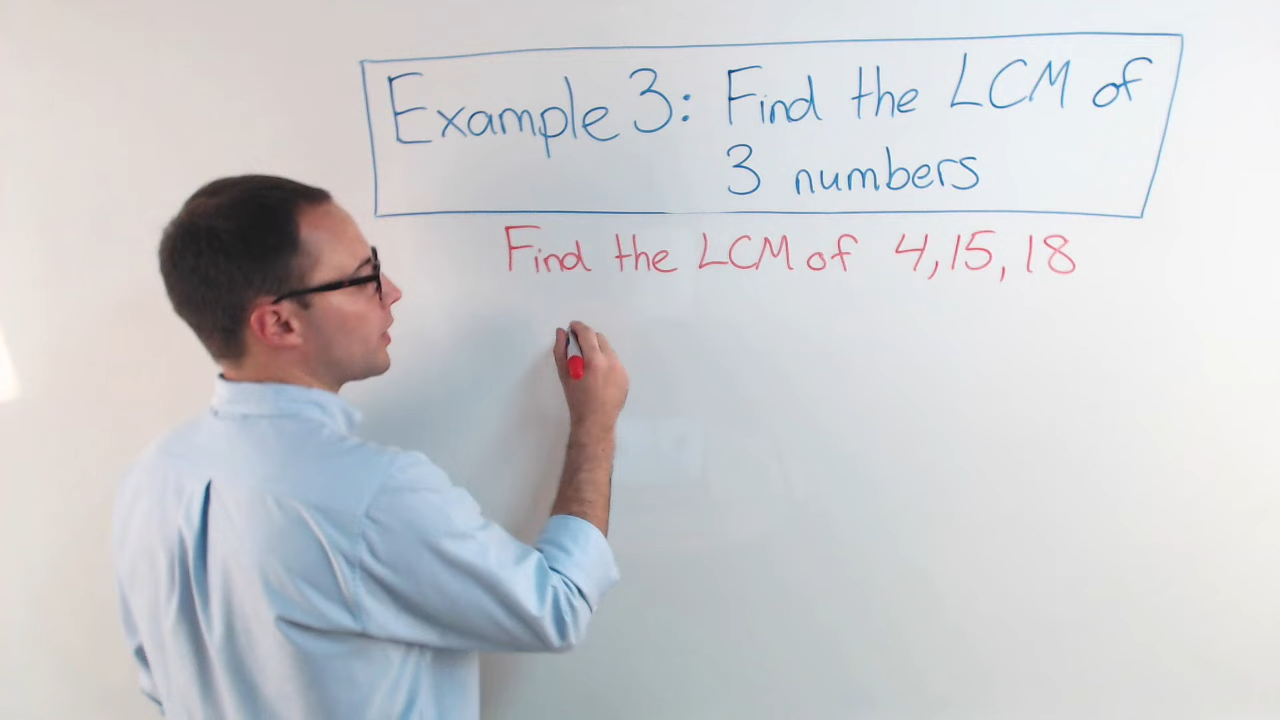 Example 3: Find the LCM of
3 numbers
Find the LCM of 4, 15, 18